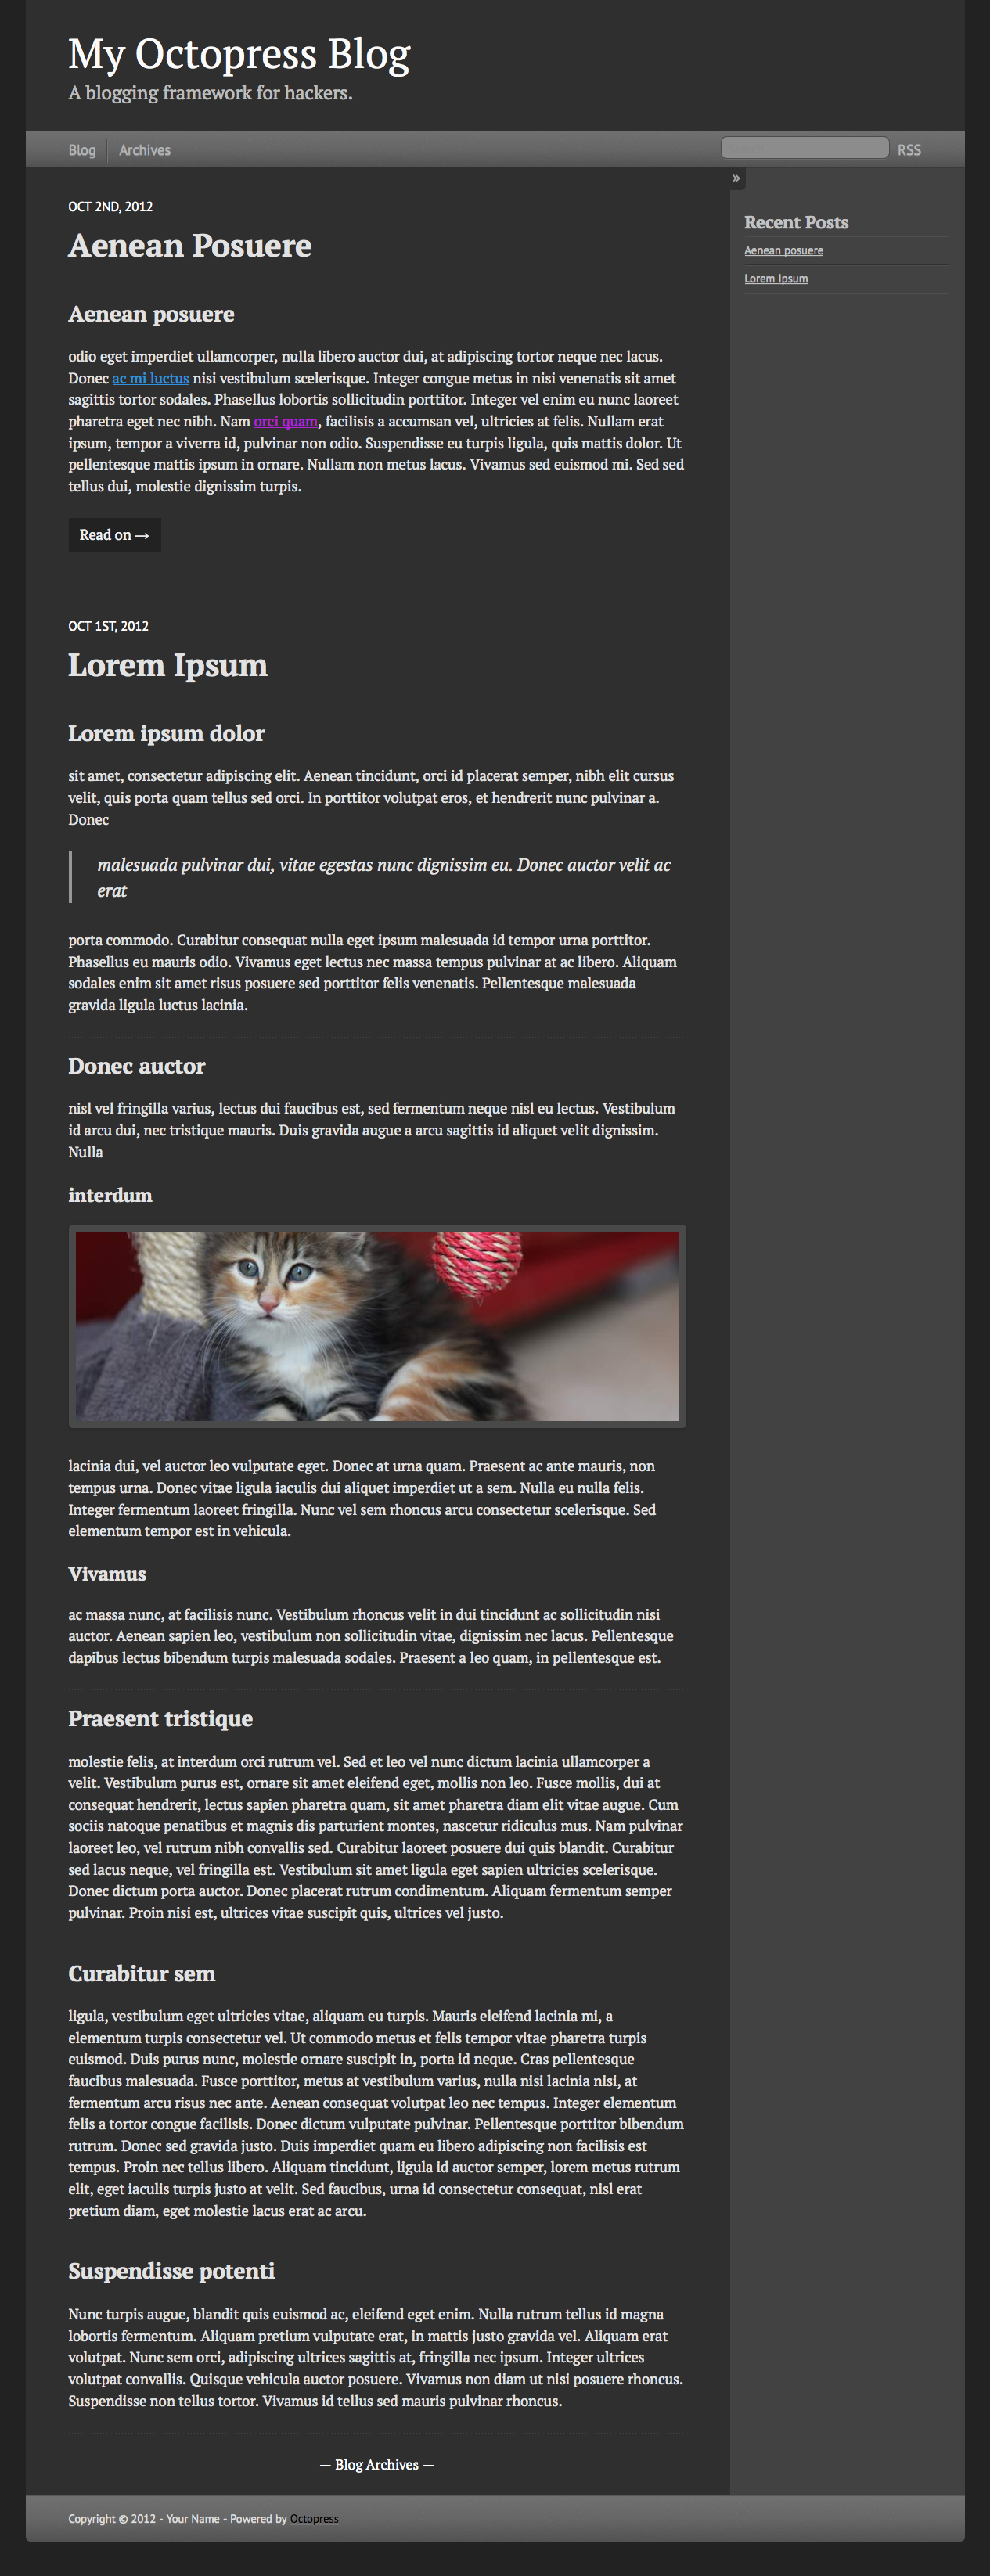 My Octopress Blog
A blogging framework for hackers.
Blog
Archives
RSS
»
OCT 2ND, 2012
Aenean Posuere
Aenean posuere
odio eget imperdiet ullamcorper, nulla libero auctor dui, at adipiscing tortor neque nec lacus.
Donec ac mi luctus nisi vestibulum scelerisque. Integer congue metus in nisi venenatis sit amet
sagittis tortor sodales. Phasellus lobortis sollicitudin porttitor. Integer vel enim eu nunc laoreet
pharetra eget nec nibh. Nam orci quam, facilisis a accumsan vel, ultricies at felis. Nullam erat
ipsum, tempor a viverra id, pulvinar non odio. Suspendisse eu turpis ligula, quis mattis dolor. Ut
pellentesque mattis ipsum in ornare. Nullam non metus lacus. Vivamus sed euismod mi. Sed sed
tellus dui, molestie dignissim turpis.
Read on →
OCT 1ST, 2012
Lorem Ipsum
Lorem ipsum dolor
sit amet, consectetur adipiscing elit. Aenean tincidunt, orci id placerat semper, nibh elit cursus
velit, quis porta quam tellus sed orci. In porttitor volutpat eros, et hendrerit nunc pulvinar a.
Donec
malesuada pulvinar dui, vitae egestas nunc dignissim eu. Donec auctor velit ac
erat
porta commodo. Curabitur consequat nulla eget ipsum malesuada id tempor urna porttitor.
Phasellus eu mauris odio. Vivamus eget lectus nec massa tempus pulvinar at ac libero. Aliquam
sodales enim sit amet risus posuere sed porttitor felis venenatis. Pellentesque malesuada
gravida ligula luctus lacinia.
Donec auctor
nisl vel fringilla varius, lectus dui faucibus est, sed fermentum neque nisl eu lectus. Vestibulum
id arcu dui, nec tristique mauris. Duis gravida augue a arcu sagittis id aliquet velit dignissim.
Nulla
interdum
lacinia dui, vel auctor leo vulputate eget. Donec at urna quam. Praesent ac ante mauris, non
tempus urna. Donec vitae ligula iaculis dui aliquet imperdiet ut a sem. Nulla eu nulla felis.
Integer fermentum laoreet fringilla. Nunc vel sem rhoncus arcu consectetur scelerisque. Sed
elementum tempor est in vehicula.
Vivamus
ac massa nunc, at facilisis nunc. Vestibulum rhoncus velit in dui tincidunt ac sollicitudin nisi
auctor. Aenean sapien leo, vestibulum non sollicitudin vitae, dignissim nec lacus. Pellentesque
dapibus lectus bibendum turpis malesuada sodales. Praesent a leo quam, in pellentesque est.
Praesent tristique
molestie felis, at interdum orci rutrum vel. Sed et leo vel nunc dictum lacinia ullamcorper a
velit. Vestibulum purus est, ornare sit amet eleifend eget, mollis non leo. Fusce mollis, dui at
consequat hendrerit, lectus sapien pharetra quam, sit amet pharetra diam elit vitae augue. Cum
sociis natoque penatibus et magnis dis parturient montes, nascetur ridiculus mus. Nam pulvinar
laoreet leo, vel rutrum nibh convallis sed. Curabitur laoreet posuere dui quis blandit. Curabitur
sed lacus neque, vel fringilla est. Vestibulum sit amet ligula eget sapien ultricies scelerisque.
Donec dictum porta auctor. Donec placerat rutrum condimentum. Aliquam fermentum semper
pulvinar. Proin nisi est, ultrices vitae suscipit quis, ultrices vel justo.
Curabitur sem
ligula, vestibulum eget ultricies vitae, aliquam eu turpis. Mauris eleifend lacinia mi, a
elementum turpis consectetur vel. Ut commodo metus et felis tempor vitae pharetra turpis
euismod. Duis purus nunc, molestie ornare suscipit in, porta id neque. Cras pellentesque
faucibus malesuada. Fusce porttitor, metus at vestibulum varius, nulla nisi lacinia nisi, at
fermentum arcu risus nec ante. Aenean consequat volutpat leo nec tempus. Integer elementum
felis a tortor congue facilisis. Donec dictum vulputate pulvinar. Pellentesque porttitor bibendum
rutrum. Donec sed gravida justo. Duis imperdiet quam eu libero adipiscing non facilisis est
tempus. Proin nec tellus libero. Aliquam tincidunt, ligula id auctor semper, lorem metus rutrum
elit, eget iaculis turpis justo at velit. Sed faucibus, urna id consectetur consequat, nisl erat
pretium diam, eget molestie lacus erat ac arcu.
Suspendisse potenti
Nunc turpis augue, blandit quis euismod ac, eleifend eget enim. Nulla rutrum tellus id magna
lobortis fermentum. Aliquam pretium vulputate erat, in mattis justo gravida vel. Aliquam erat
volutpat. Nunc sem orci, adipiscing ultrices sagittis at, fringilla nec ipsum. Integer ultrices
volutpat convallis. Quisque vehicula auctor posuere. Vivamus non diam ut nisi posuere rhoncus.
Suspendisse non tellus tortor. Vivamus id tellus sed mauris pulvinar rhoncus.
— Blog Archives —
Recent Posts
Aenean posuere
Lorem Ipsum
Copyright © 2012 - Your Name - Powered by Octopress